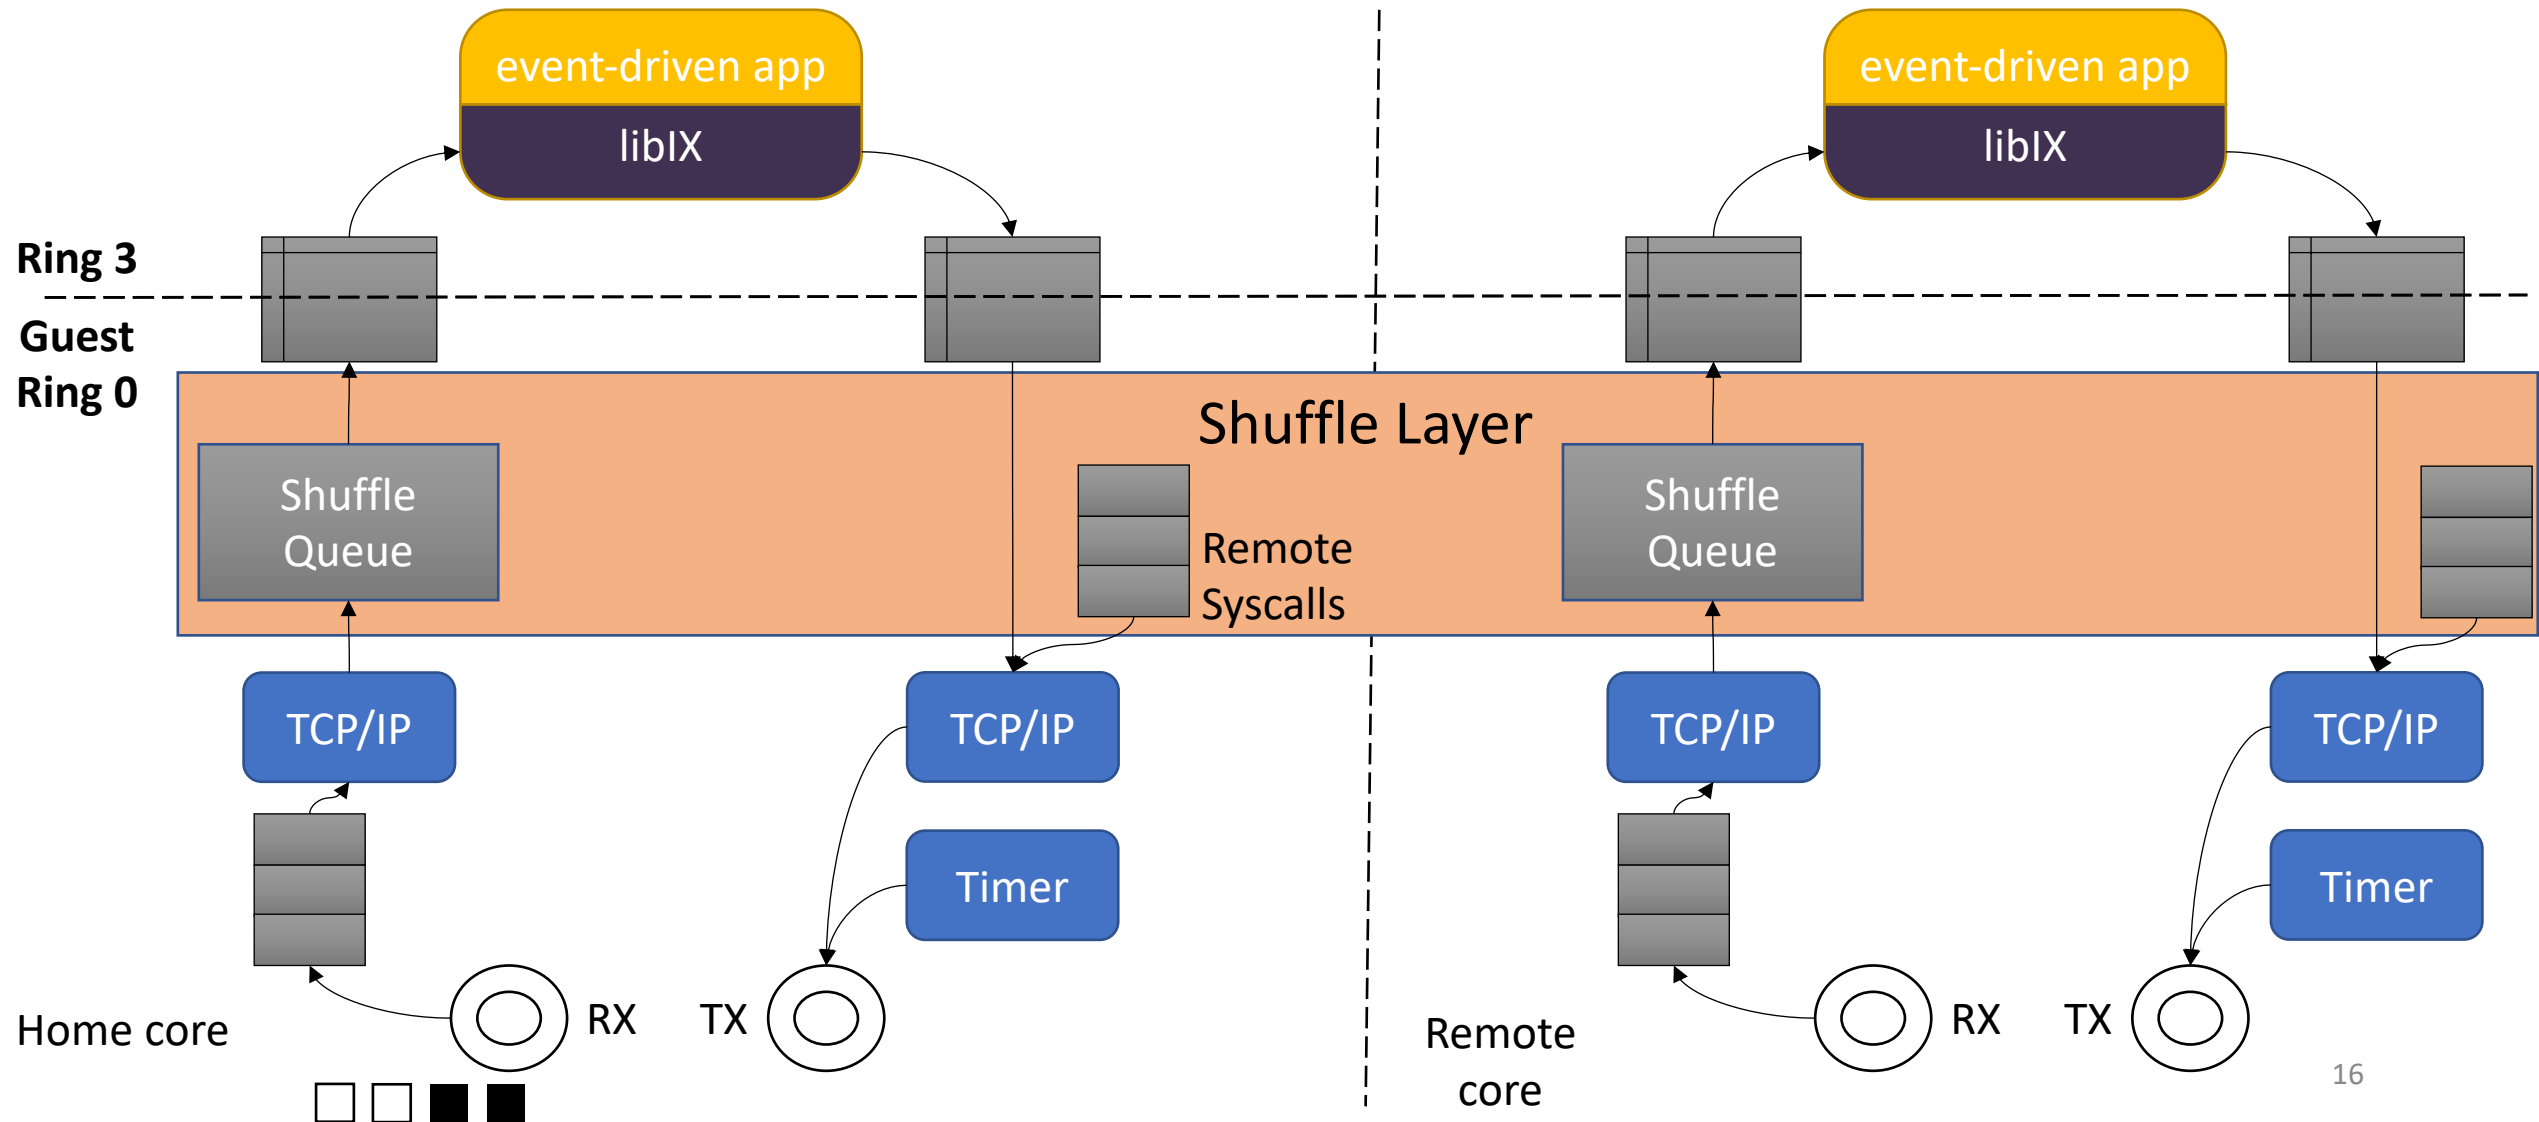 event-driven app
libIX
event-driven app
libIX
Ring 3
Guest
Ring 0
Shuffle Layer
Shuffle
Queue
Remote
Syscalls
Shuffle
Queue
TCP/IP
TCP/IP
TCP/IP
TCP/IP
Timer
Timer
Home core
RX
TX
Remote
core
RX
TX
16